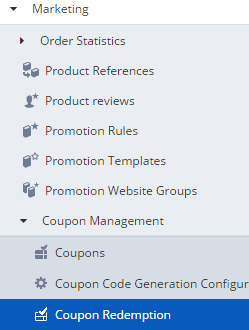 Marketing
Order Statistics
Product References
Product reviews
Promotion Rules
Promotion Templates
Promotion Website Groups
Coupon Management
Coupons
Coupon Code Generation Configur
Coupon Redemption